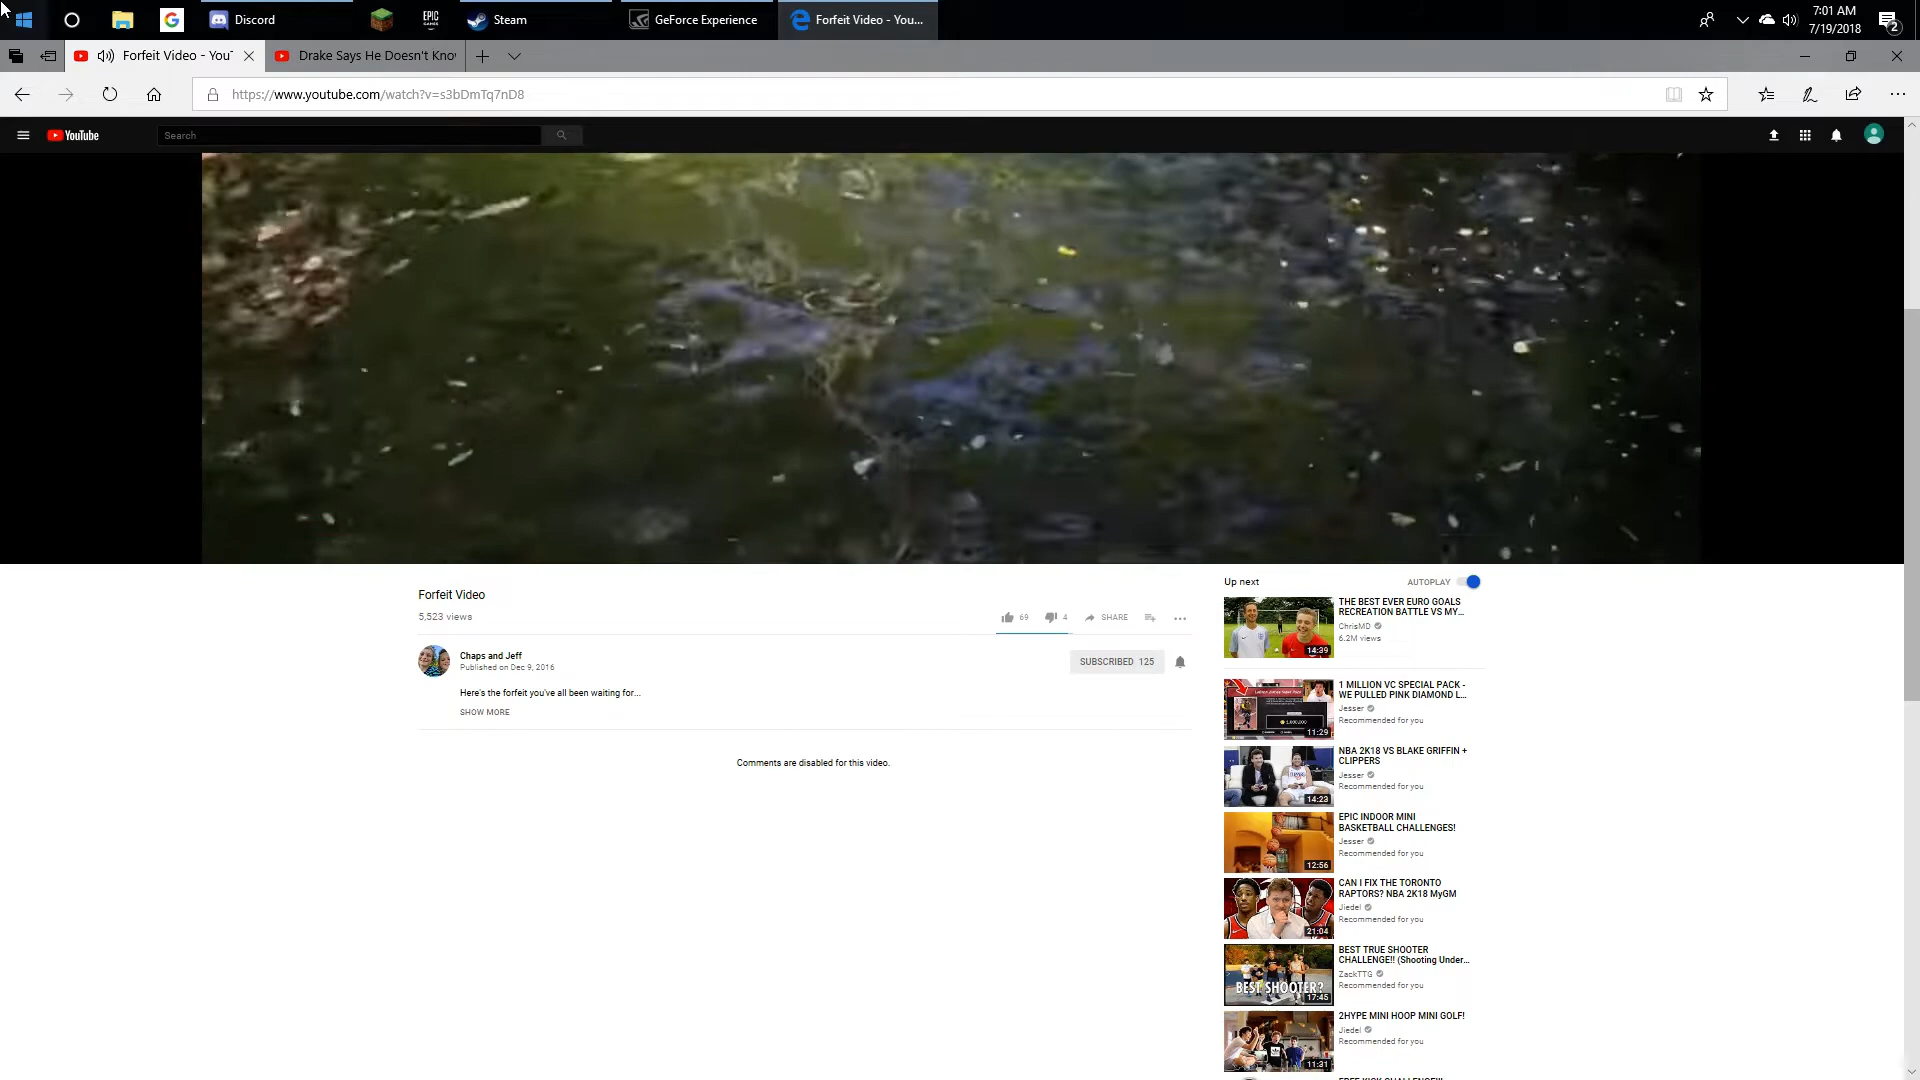 Discord
EPIC
GAMES
Steam
GeForce Experience
Forfeit Video - You...
7:01 AM
7/19/2018
2
Forfeit Video - You
Drake Says He Doesn't Kno
https://www.youtube.com/watch?v=s3bDmTq7nD8
YouTube
Search
Forfeit Video
5,523 views
69
4
SHARE
Chaps and Jeff
Published on Dec 9, 2016
SUBSCRIBED 125
Here's the forfeit you've all been waiting for...
SHOW MORE
Comments are disabled for this video.
Up next
AUTOPLAY
14:39
THE BEST EVER EURO GOALS
RECREATION BATTLE VS MY...
ChrisMD
6.2M views
1,000,000
11:29
1 MILLION VC SPECIAL PACK -
WE PULLED PINK DIAMOND L...
Jesser
Recommended for you
14:23
NBA 2K18 VS BLAKE GRIFFIN +
CLIPPERS
Jesser
Recommended for you
12:56
EPIC INDOOR MINI
BASKETBALL CHALLENGES!
Jesser
Recommended for you
21:04
CAN I FIX THE TORONTO
RAPTORS? NBA 2K18 MyGM
Jiedel
Recommended for you
BEST SHOOTER?
17:45
BEST TRUE SHOOTER
CHALLENGE!! (Shooting Under...
ZackTTG
Recommended for you
11:31
2HYPE MINI HOOP MINI GOLF!
Jiedel
Recommended for you